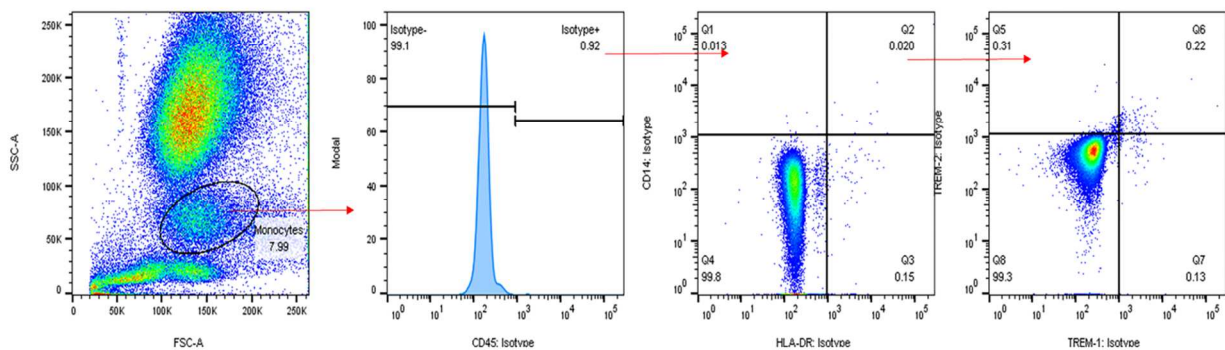 250K
200K
150K
100K
50K
0
SSC-A
Monocytes
7.99
0
50K
100K
150K
200K
250K
FSC-A
100
80
60
40
20
0
Modal
Isotype-
99.1
Isotype+
0.92
10^0
10^1
10^2
10^3
10^4
10^5
CD45: Isotype
10^5
10^4
10^3
10^2
10^1
10^0
CD14: Isotype
Q1
0.013
Q2
0.020
Q4
99.8
Q3
0.15
10^0
10^1
10^2
10^3
10^4
10^5
HLA-DR: Isotype
10^5
10^4
10^3
10^2
10^1
10^0
TREM-2: Isotype
Q5
0.31
Q6
0.22
Q8
99.3
Q7
0.13
10^0
10^1
10^2
10^3
10^4
10^5
TREM-1: Isotype